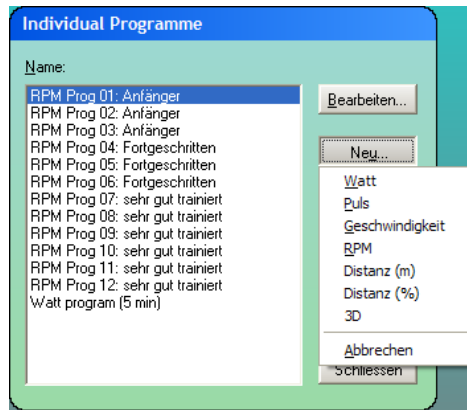 Individual Programme
Name:
RPM Prog 01: Anfänger
RPM Prog 02: Anfänger
RPM Prog 03: Anfänger
RPM Prog 04: Fortgeschritten
RPM Prog 05: Fortgeschritten
RPM Prog 06: Fortgeschritten
RPM Prog 07: sehr gut trainiert
RPM Prog 08: sehr gut trainiert
RPM Prog 09: sehr gut trainiert
RPM Prog 10: sehr gut trainiert
RPM Prog 11: sehr gut trainiert
RPM Prog 12: sehr gut trainiert
Watt program (5 min)
Bearbeiten...
Neu...
Watt
Puls
Geschwindigkeit
RPM
Distanz (m)
Distanz (%)
3D
Abbrechen
Schliessen